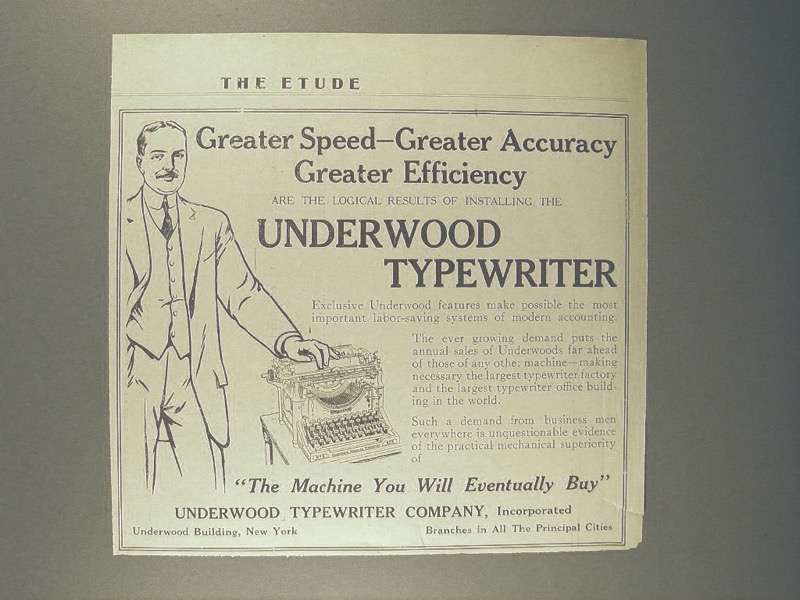 THE ETUDE
Greater Speed—Greater Accuracy
Greater Efficiency
ARE THE LOGICAL RESULTS OF INSTALLING THE
UNDERWOOD
TYPEWRITER
Exclusive Underwood features make possible the most
important labor-saving systems of modern accounting.
The ever growing demand puts the
annual sales of Underwoods far ahead
of those of any other machine—making
necessary the largest typewriter factory
and the largest typewriter office build-
ing in the world.
Such a demand from business men
everywhere is unquestionable evidence
of the practical mechanical superiority
of
"The Machine You Will Eventually Buy"
UNDERWOOD TYPEWRITER COMPANY, Incorporated
Underwood Building, New York
Branches In All The Principal Cities